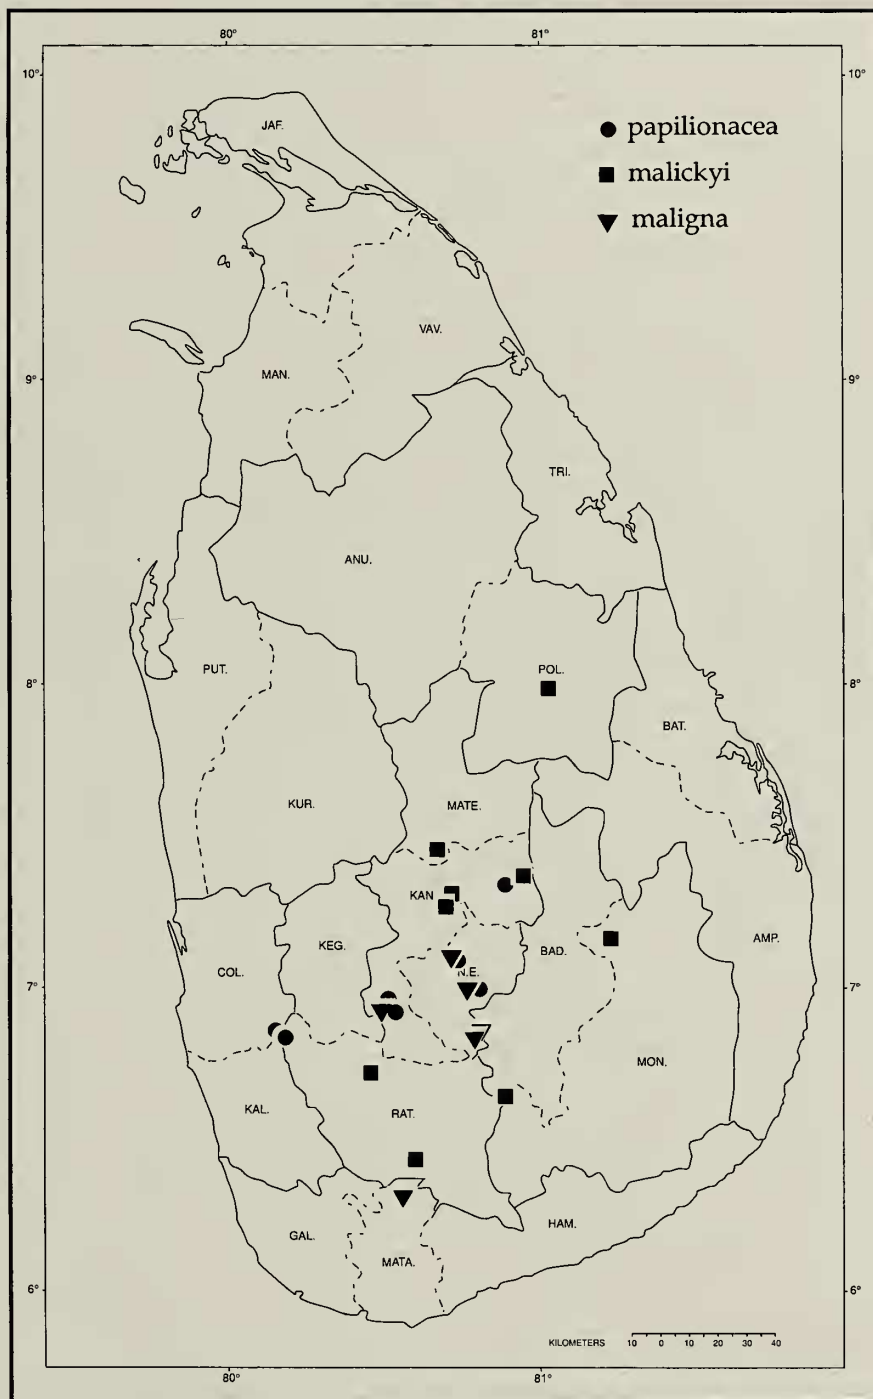 80° 81°
10° 10°
JAF.
● papilionacea
■ malickyi
▼ maligna
VAV.
MAN.
9° 9°
TRI.
ANU.
PUT.
POL.
8° 8°
BAT.
KUR.
MATE.
KAN
AMP.
KEG.
BAD.
COL.
N.E.
7° 7°
MON.
KAL.
RAT.
HAM.
GAL.
MATA.
6° 6°
KILOMETERS 10 0 10 20 30 40
80° 81°